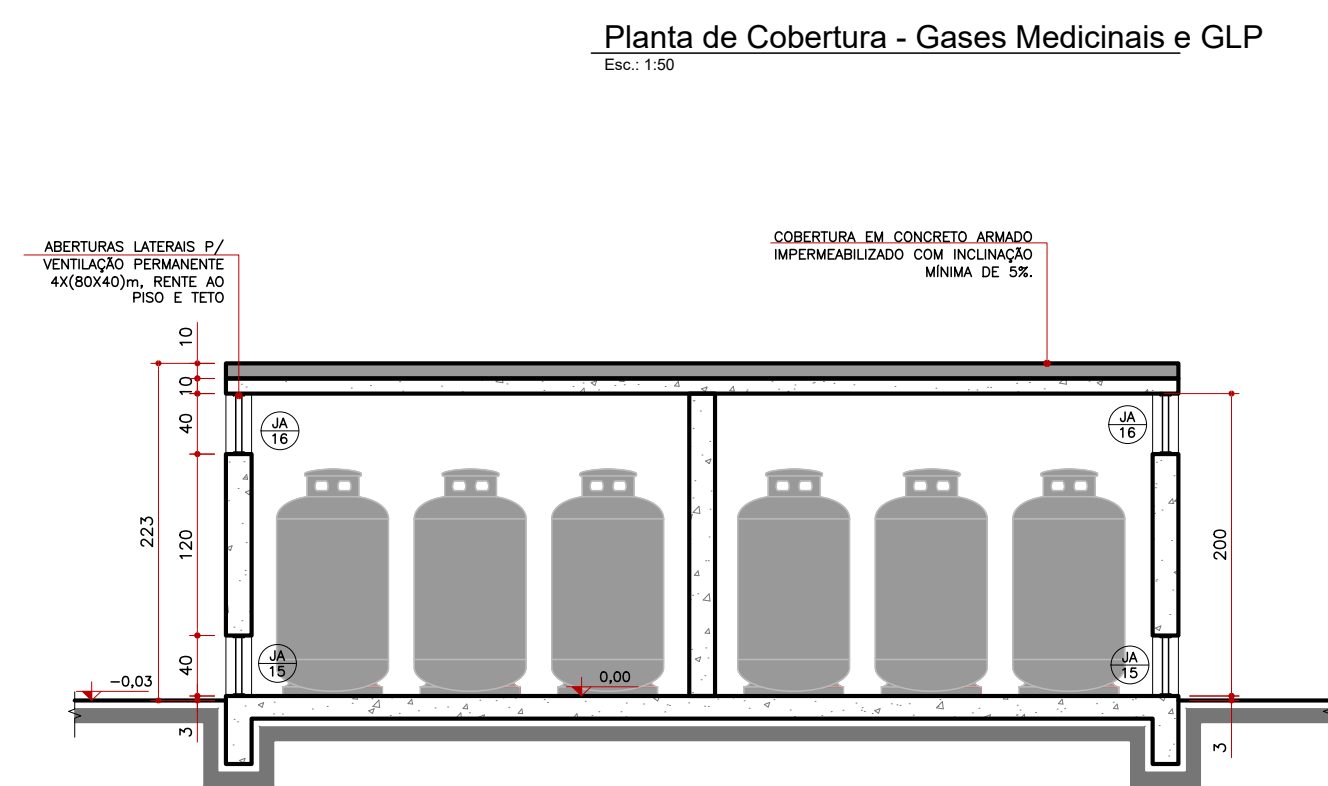 Planta de Cobertura - Gases Medicinais e GLP
Esc.: 1:50
ABERTURAS LATERAIS P/
VENTILAÇÃO PERMANENTE
4X(80X40)m, RENTE AO
PISO E TETO
COBERTURA EM CONCRETO ARMADO
IMPERMEABILIZADO COM INCLINAÇÃO
MÍNIMA DE 5%.
10
10
40
JA
16
JA
16
223
120
200
40
JA
15
JA
15
-0,03
0,00
3
3